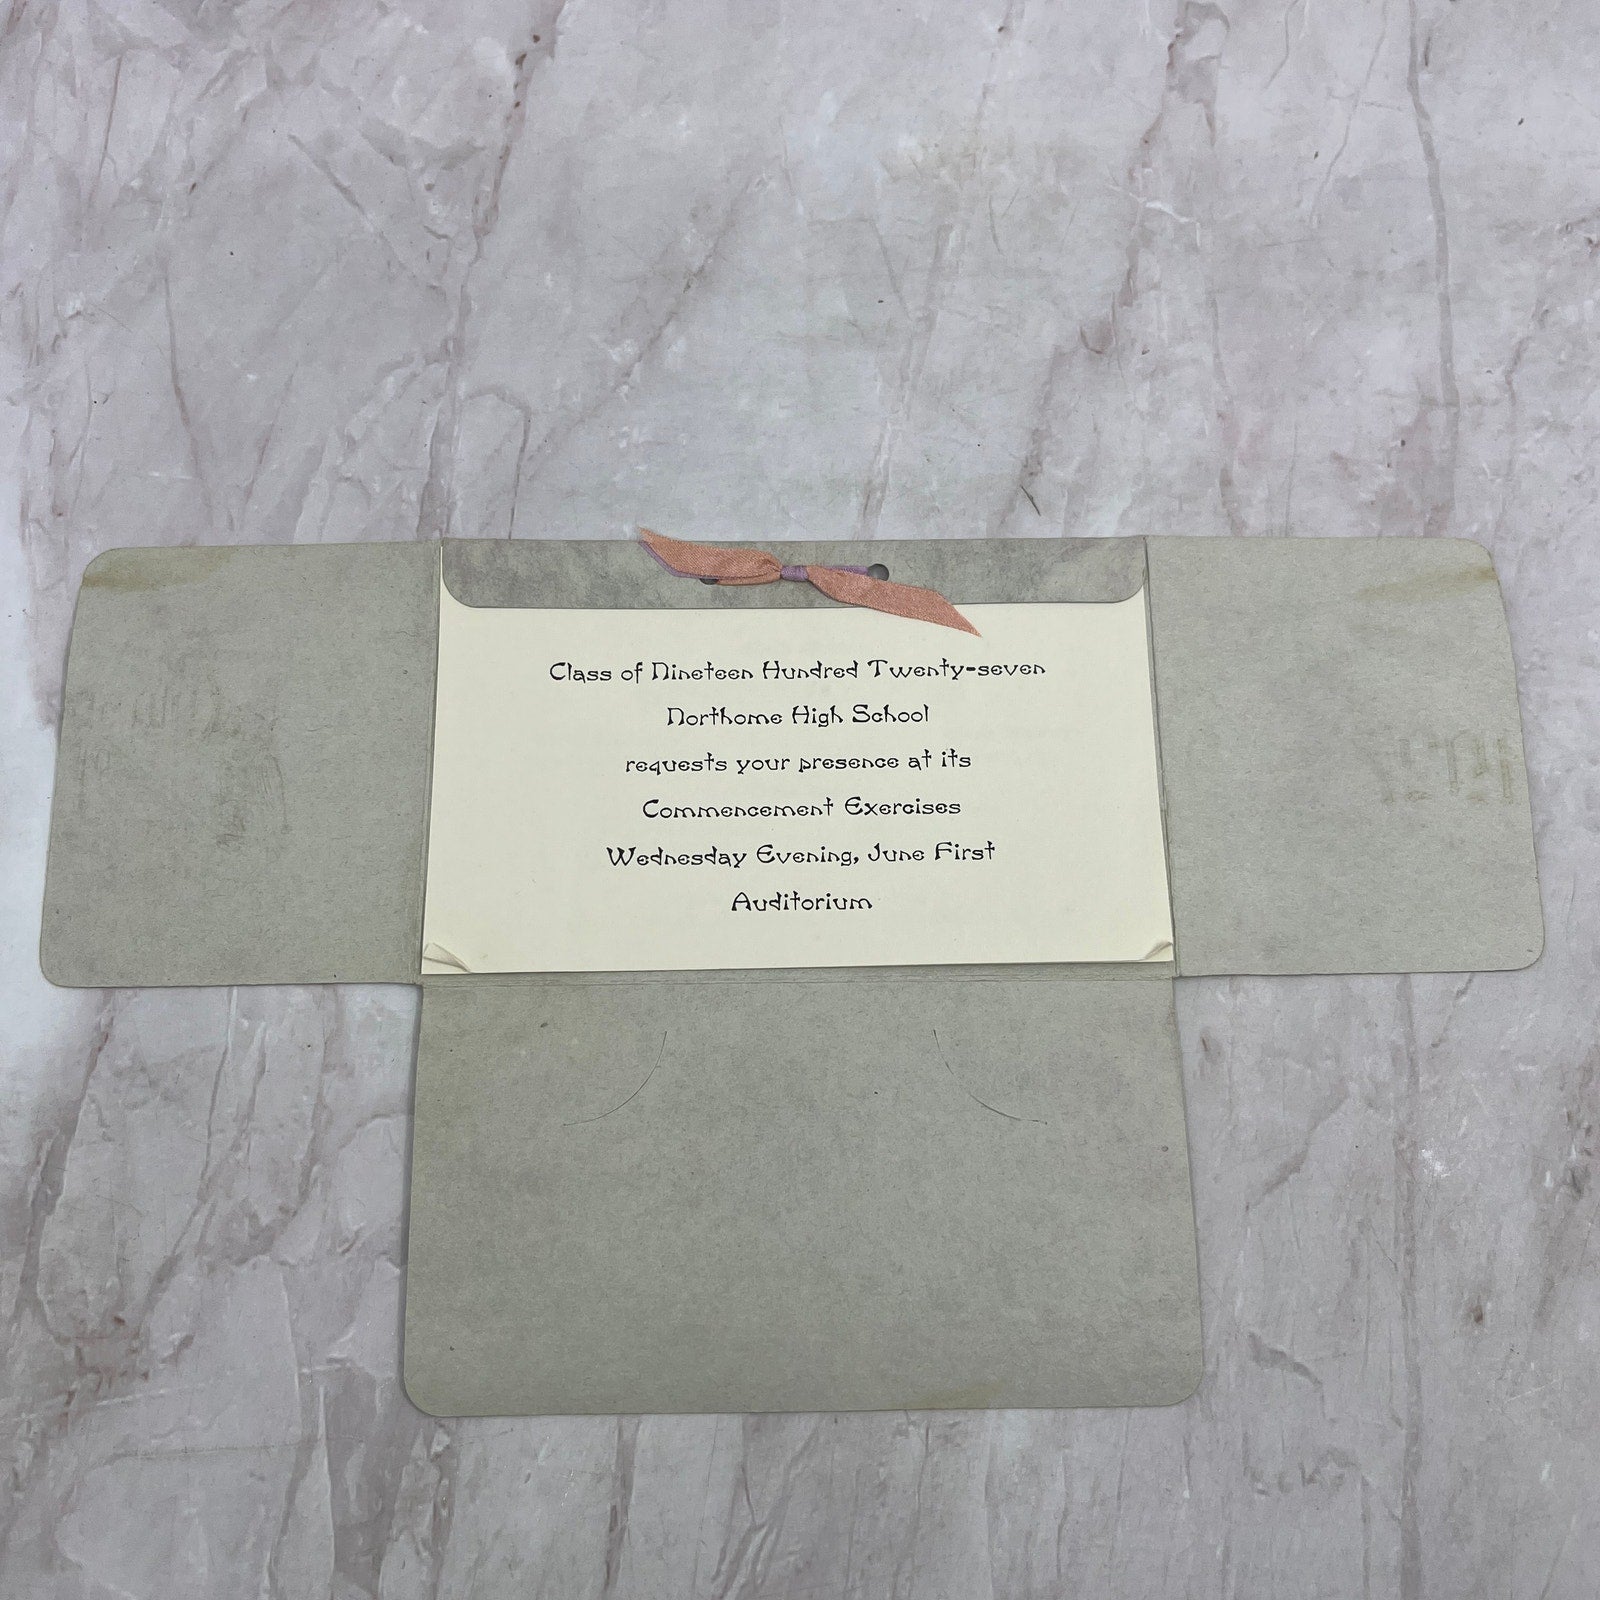 Class of Nineteen Hundred Twenty-seven
Northome High School
requests your presence at its
Commencement Exercises
Wednesday Evening, June First
Auditorium